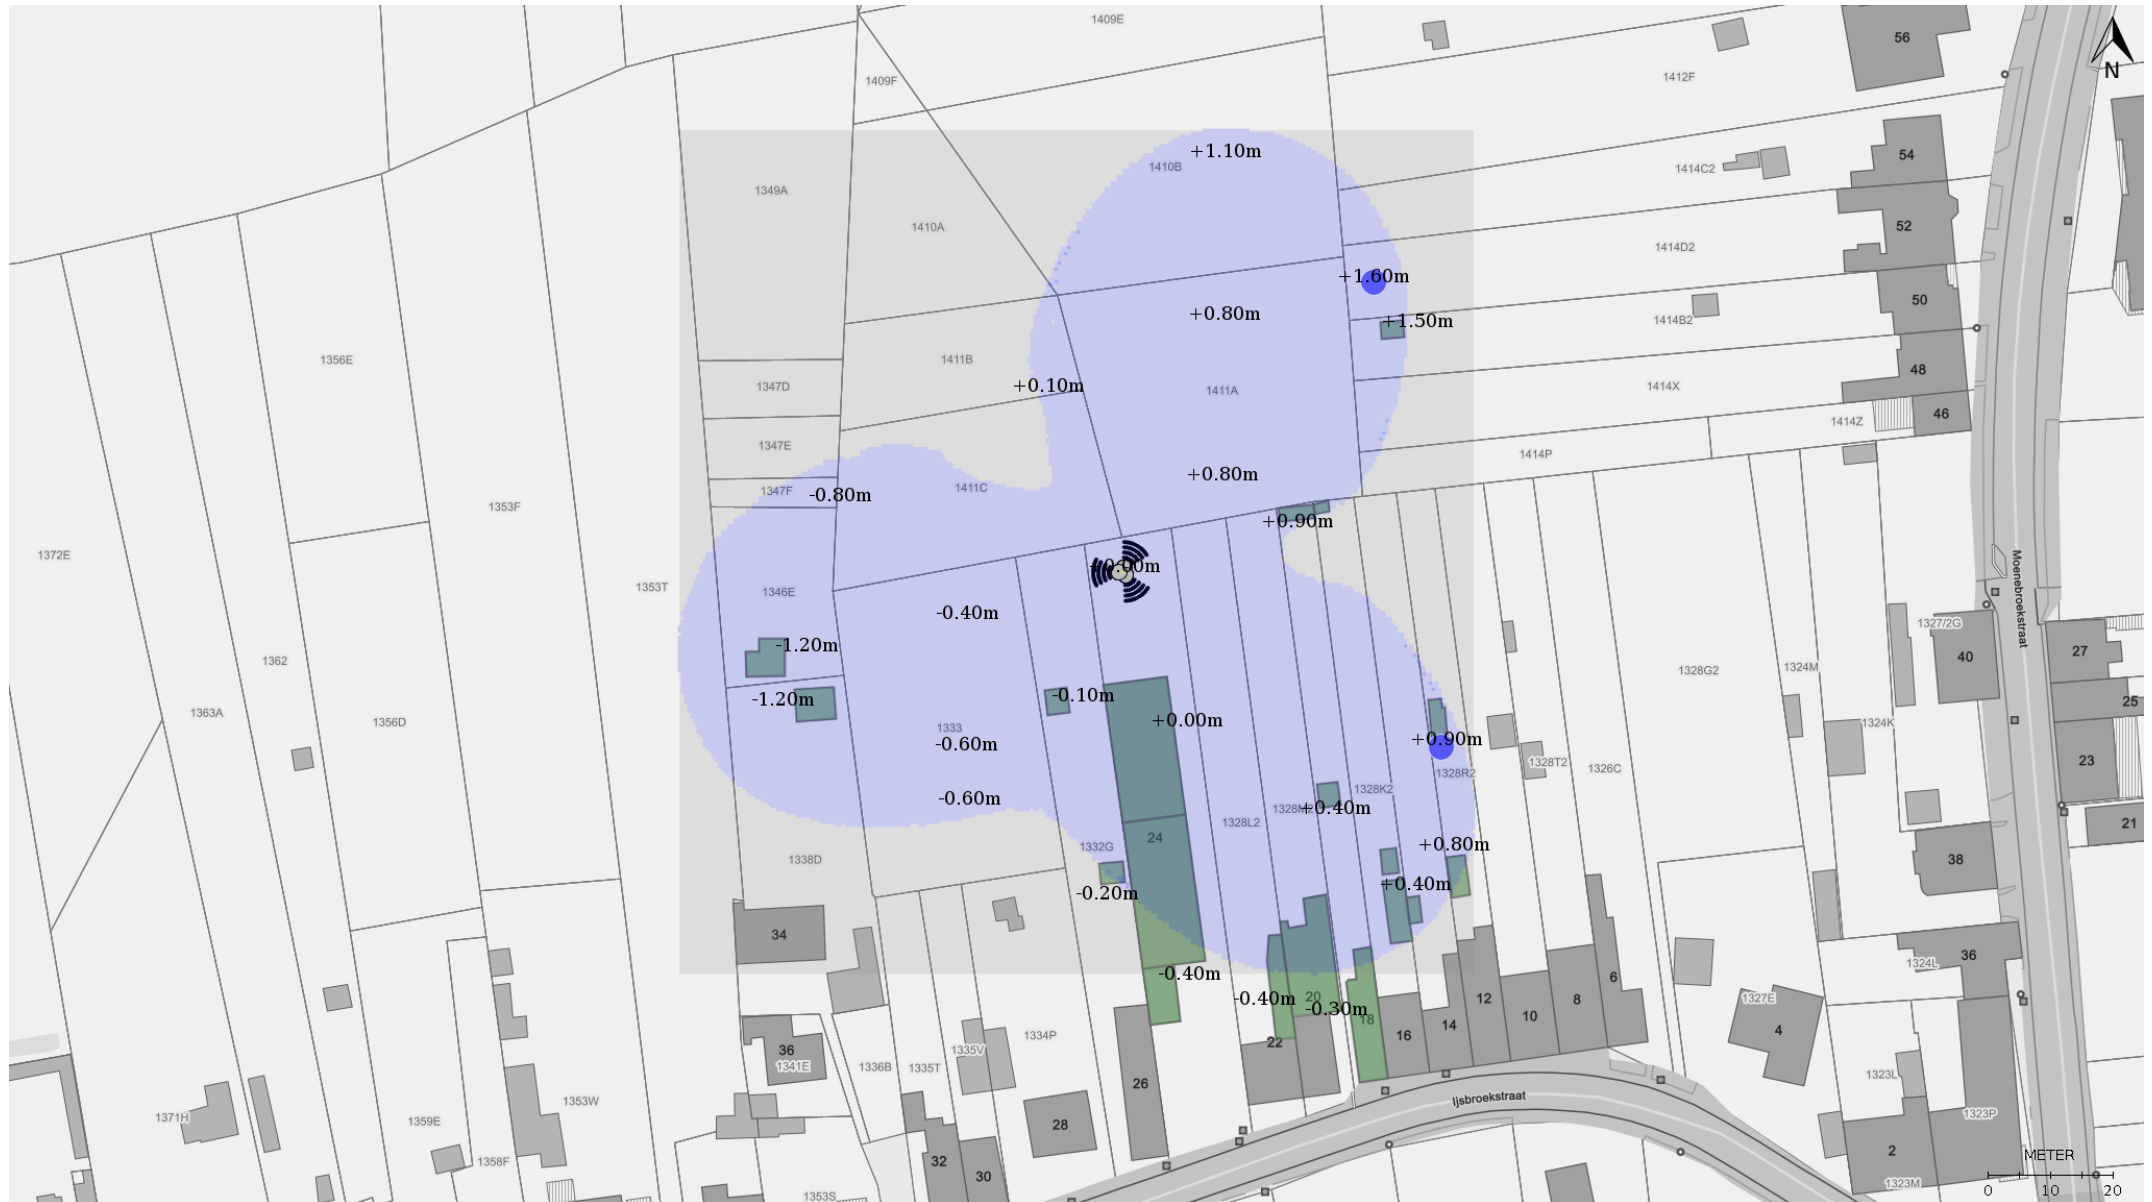 1409E
56
N
1412F
1409F
54
1414C2
+1.10m
1410B
1349A
1410A
52
1414D2
+1.60m
50
+0.80m
+1.50m
1414B2
1356E
1411B
48
1347D
+0.10m
1411A
1414X
46
1414Z
1347E
1414P
+0.80m
1347F
-0.80m
1411C
1353F
+0.90m
1372E
Moenebroekstraat
+0.00m
1353T
1346E
-0.40m
1327/2G
-1.20m
27
40
1362
1324M
1328G2
-1.20m
-0.10m
25
1363A
1356D
+0.00m
1324K
1333
-0.60m
+0.90m
23
1328T2
1326C
1328R2
1328K2
-0.60m
1328M2
+0.40m
1328L2
21
24
1332G
+0.80m
1338D
38
-0.20m
+0.40m
34
36
1324L
-0.40m
6
-0.40m
20
-0.30m
12
8
1327E
18
10
14
4
1334P
16
22
36
1335V
1341E
1336B
1335T
1323L
26
Ijsbroekstraat
1353W
1371H
1359E
28
1323P
2
METER
1358F
32
30
1323M
0 10 20
1353S